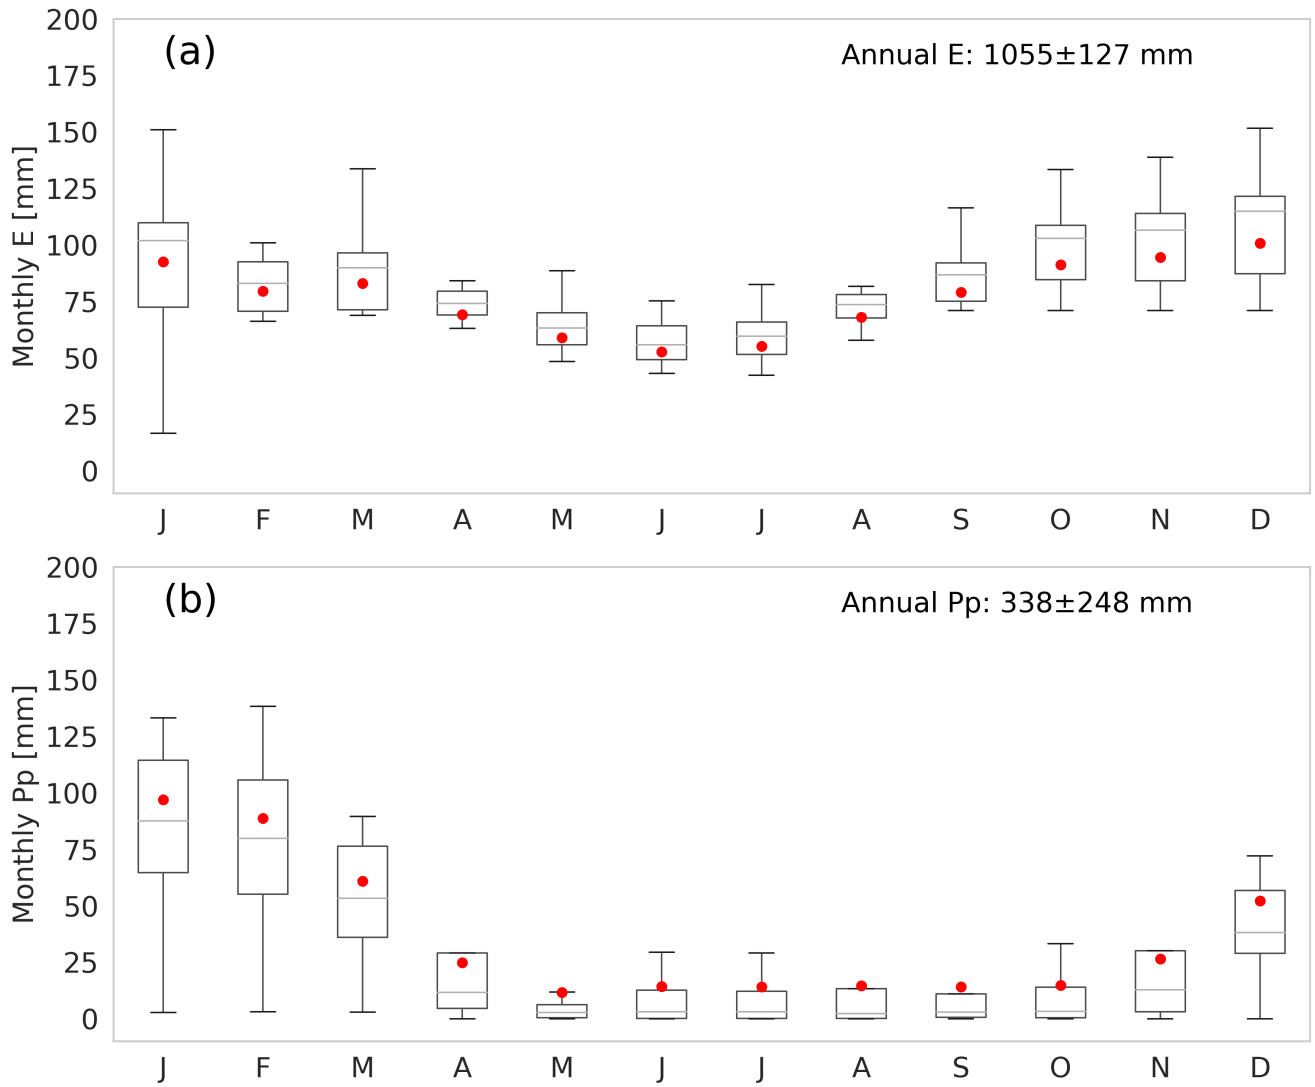 (a)
Annual E: 1055±127 mm
Monthly E [mm]
200
175
150
125
100
75
50
25
0
J F M A M J J A S O N D
(b)
Annual Pp: 338±248 mm
Monthly Pp [mm]
200
175
150
125
100
75
50
25
0
J F M A M J J A S O N D